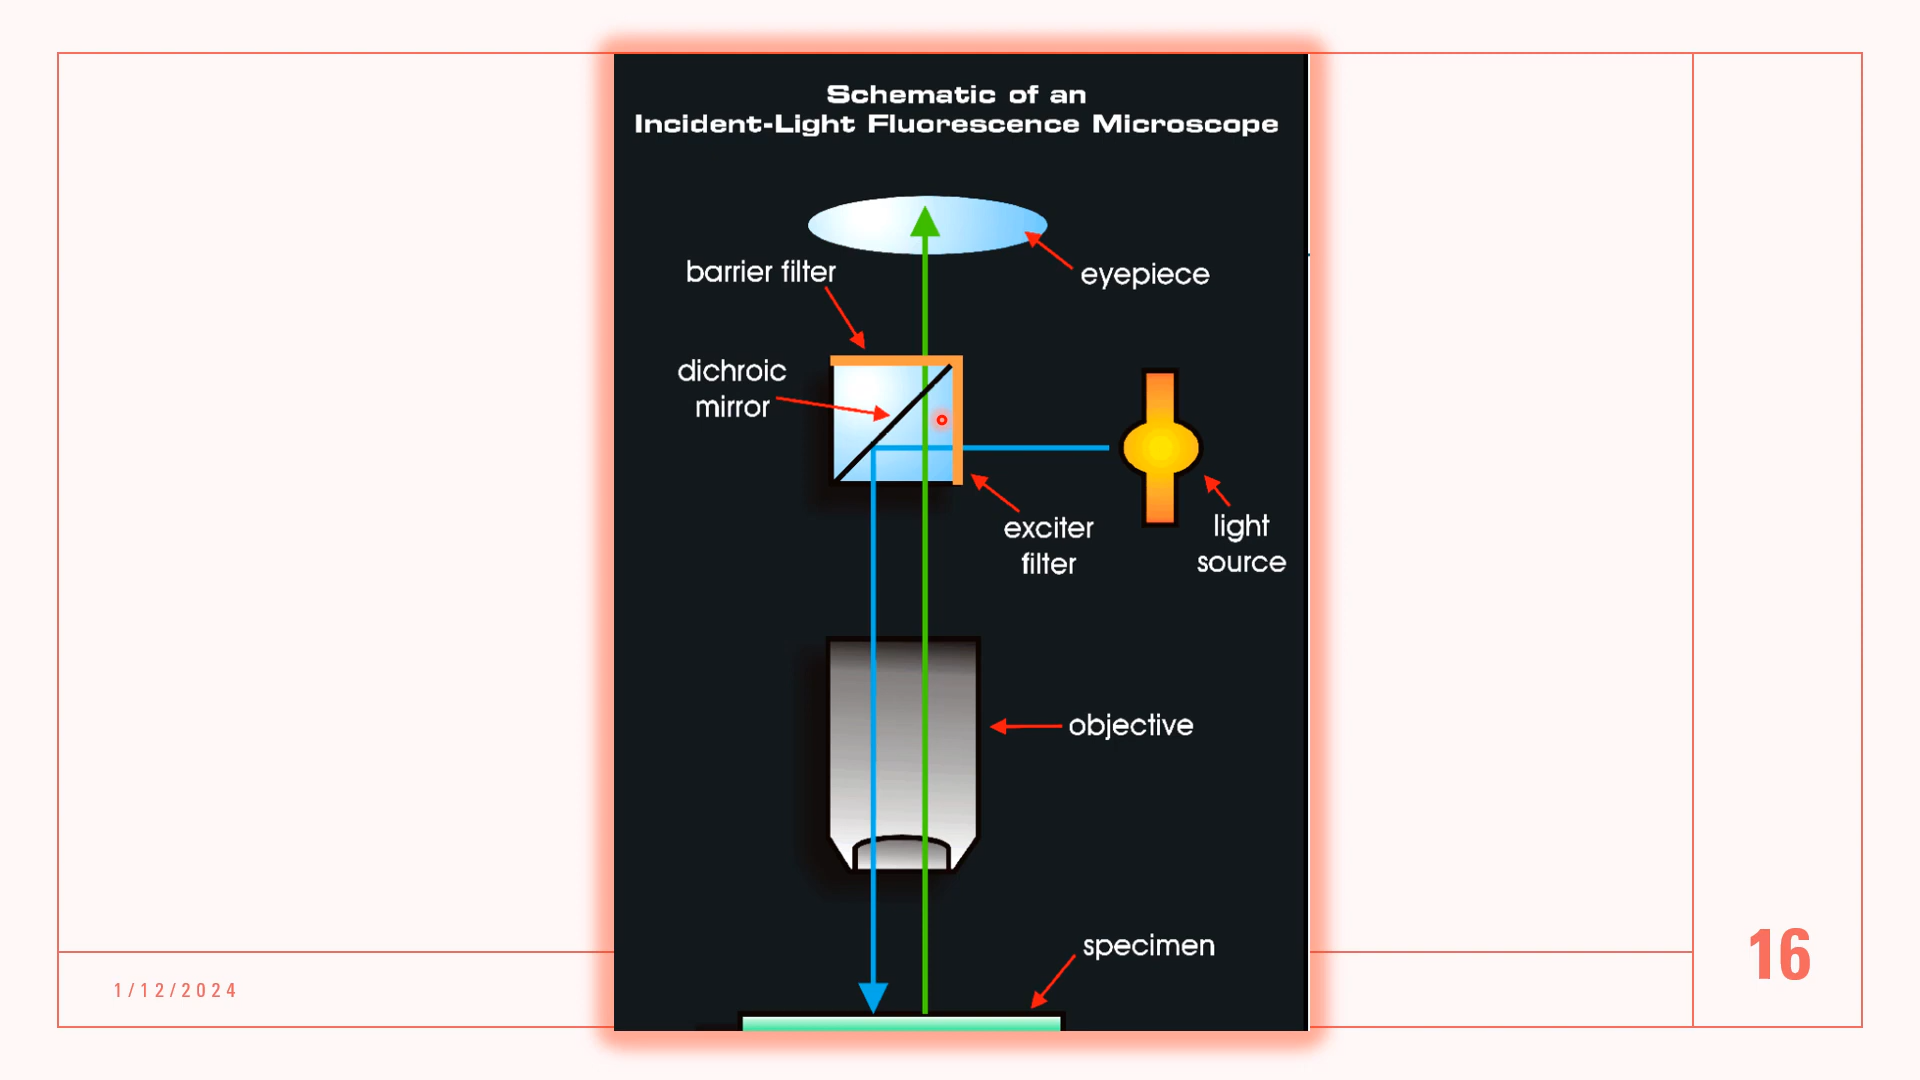 Schematic of an
Incident-Light Fluorescence Microscope
barrier filter
eyepiece
dichroic
mirror
exciter
filter
light
source
objective
specimen
1/12/2024
16